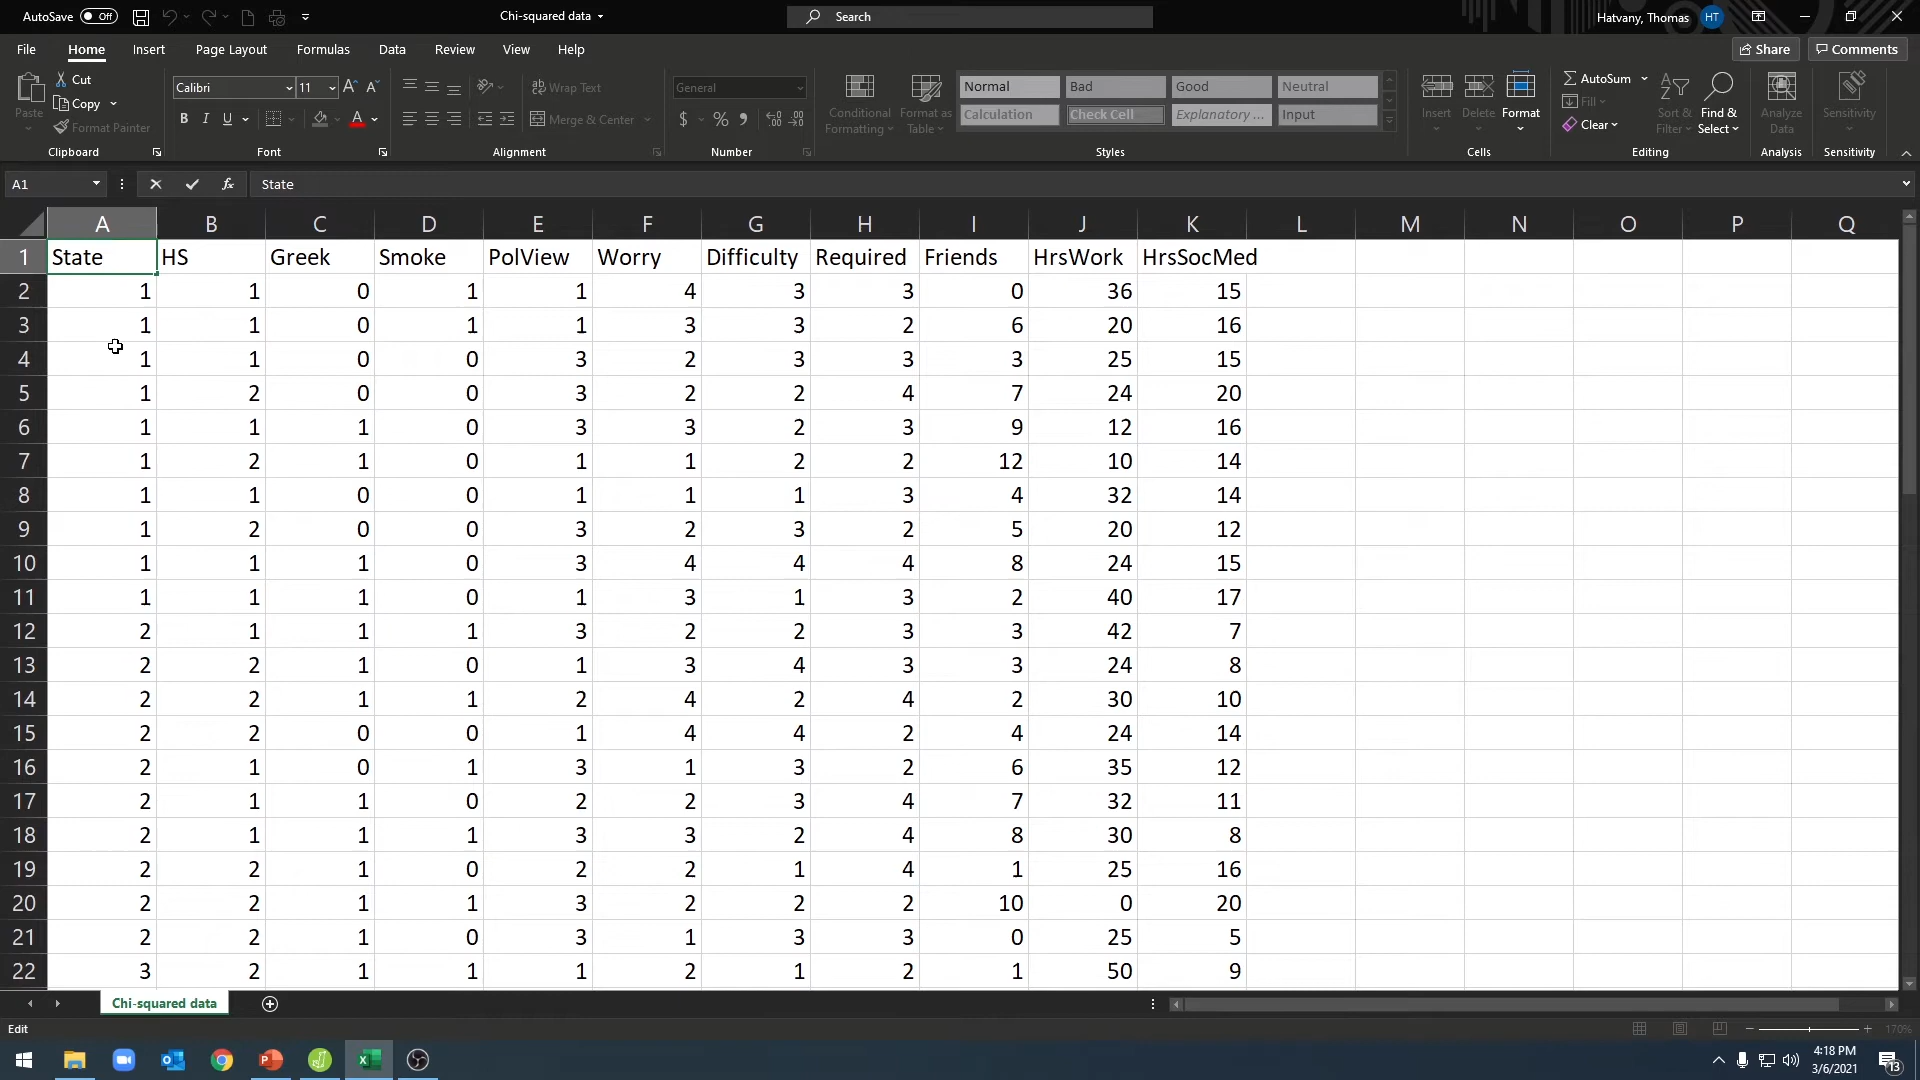 AutoSave Off Chi-squared data Search Hatvany, Thomas HT
File Home Insert Page Layout Formulas Data Review View Help Share Comments
Paste Cut Copy Format Painter Clipboard
Calibri 11 A A B I U A Font
Wrap Text Merge & Center Alignment
General $ % Number
Conditional Formatting Format as Table Normal Bad Good Neutral Calculation Check Cell Explanatory ... Input Styles
Insert Delete Format Cells
AutoSum Fill Clear Sort & Filter Find & Select Editing
Analyze Data Analysis Sensitivity Sensitivity
A1 fx State
A B C D E F G H I J K L M N O P Q
1 State HS Greek Smoke PolView Worry Difficulty Required Friends HrsWork HrsSocMed
2 1 1 0 1 1 4 3 3 0 36 15
3 1 1 0 1 1 3 3 2 6 20 16
4 1 1 0 0 3 2 3 3 3 25 15
5 1 2 0 0 3 2 2 4 7 24 20
6 1 1 1 0 3 3 2 3 9 12 16
7 1 2 1 0 1 1 2 2 12 10 14
8 1 1 0 0 1 1 1 3 4 32 14
9 1 2 0 0 3 2 3 2 5 20 12
10 1 1 1 0 3 4 4 4 8 24 15
11 1 1 1 0 1 3 1 3 2 40 17
12 2 1 1 1 3 2 2 3 3 42 7
13 2 2 1 0 1 3 4 3 3 24 8
14 2 2 1 1 2 4 2 4 2 30 10
15 2 2 0 0 1 4 4 2 4 24 14
16 2 1 0 1 3 1 3 2 6 35 12
17 2 1 1 0 2 2 3 4 7 32 11
18 2 1 1 1 3 3 2 4 8 30 8
19 2 2 1 0 2 2 1 4 1 25 16
20 2 2 1 1 3 2 2 2 10 0 20
21 2 2 1 0 3 1 3 3 0 25 5
22 3 2 1 1 1 2 1 2 1 50 9
Chi-squared data
Edit 170%
4:18 PM
3/6/2021
13